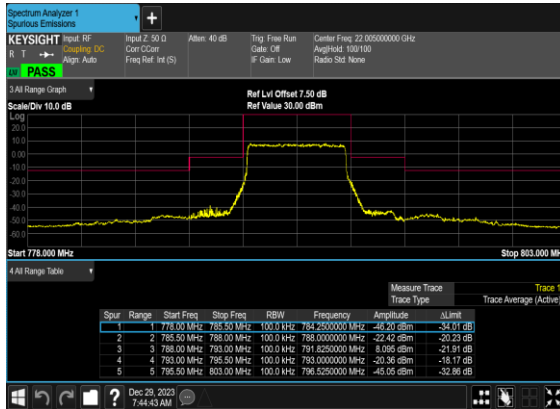 Spectrum Analyzer 1
Spurious Emissions
KEYSIGHT Input: RF Input Z: 50 Ω Atten: 40 dB Trig: Free Run Center Freq: 22.005000000 GHz
R T Coupling: DC Corr CCorr Gate: Off Avg|Hold: 100/100
Align: Auto Freq Ref: Int (S) IF Gain: Low Radio Std: None
PASS
3 All Range Graph
Ref Lvl Offset 7.50 dB
Scale/Div 10.0 dB Ref Value 30.00 dBm
Log
20.0
10.0
0.00
-10.0
-20.0
-30.0
-40.0
-50.0
-60.0
Start 778.000 MHz Stop 803.000 MH
4 All Range Table
Measure Trace Trace 1
Trace Type Trace Average (Active)
Spur Range Start Freq Stop Freq RBW Frequency Amplitude ΔLimit
1 1 778.00 MHz 785.50 MHz 100.0 kHz 784.2500000 MHz -46.20 dBm -34.01 dB
2 2 785.50 MHz 788.00 MHz 100.0 kHz 788.0000000 MHz -22.42 dBm -20.23 dB
3 3 788.00 MHz 793.00 MHz 100.0 kHz 791.8250000 MHz 8.095 dBm -21.91 dB
4 4 793.00 MHz 795.50 MHz 100.0 kHz 793.0000000 MHz -20.36 dBm -18.17 dB
5 5 795.50 MHz 803.00 MHz 100.0 kHz 796.5250000 MHz -45.05 dBm -32.86 dB
? Dec 29, 2023
7:44:43 AM